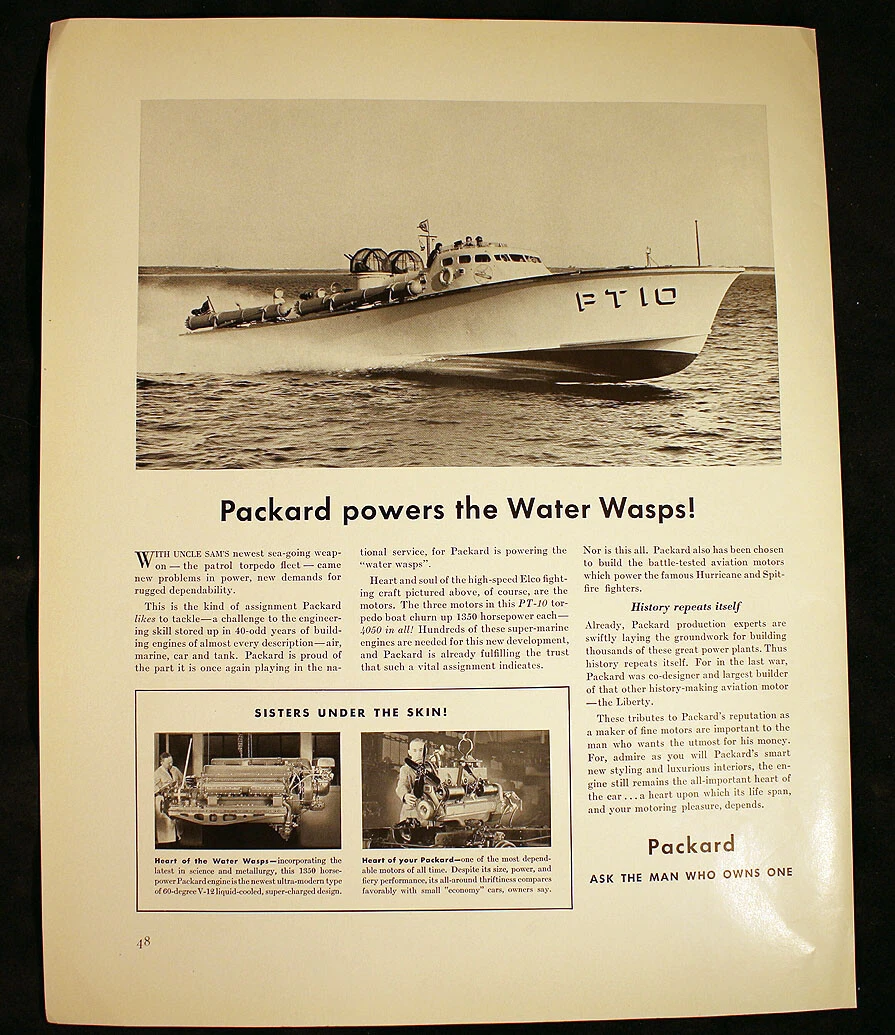 PT10
Packard powers the Water Wasps!
WITH UNCLE SAM'S newest sea-going weap-
on — the patrol torpedo fleet — came
new problems in power, new demands for
rugged dependability.
This is the kind of assignment Packard
likes to tackle—a challenge to the engineer-
ing skill stored up in 40-odd years of build-
ing engines of almost every description—air,
marine, car and tank. Packard is proud of
the part it is once again playing in the na-
tional service, for Packard is powering the
“water wasps”.
Heart and soul of the high-speed Elco fight-
ing craft pictured above, of course, are the
motors. The three motors in this PT-10 tor-
pedo boat churn up 1350 horsepower each—
4050 in all! Hundreds of these super-marine
engines are needed for this new development,
and Packard is already fulfilling the trust
that such a vital assignment indicates.
Nor is this all. Packard also has been chosen
to build the battle-tested aviation motors
which power the famous Hurricane and Spit-
fire fighters.
History repeats itself
Already, Packard production experts are
swiftly laying the groundwork for building
thousands of these great power plants. Thus
history repeats itself. For in the last war,
Packard was co-designer and largest builder
of that other history-making aviation motor
—the Liberty.
These tributes to Packard's reputation as
a maker of fine motors are important to the
man who wants the utmost for his money.
For, admire as you will Packard's smart
new styling and luxurious interiors, the en-
gine still remains the all-important heart of
the car . . . a heart upon which its life span,
and your motoring pleasure, depends.
SISTERS UNDER THE SKIN!
Heart of the Water Wasps—incorporating the
latest in science and metallurgy, this 1350 horse-
power Packard engine is the newest ultra-modern type
of 60-degree V-12 liquid-cooled, super-charged design.
Heart of your Packard—one of the most depend-
able motors of all time. Despite its size, power, and
fiery performance, its all-around thriftiness compares
favorably with small "economy" cars, owners say.
Packard
ASK THE MAN WHO OWNS ONE
48